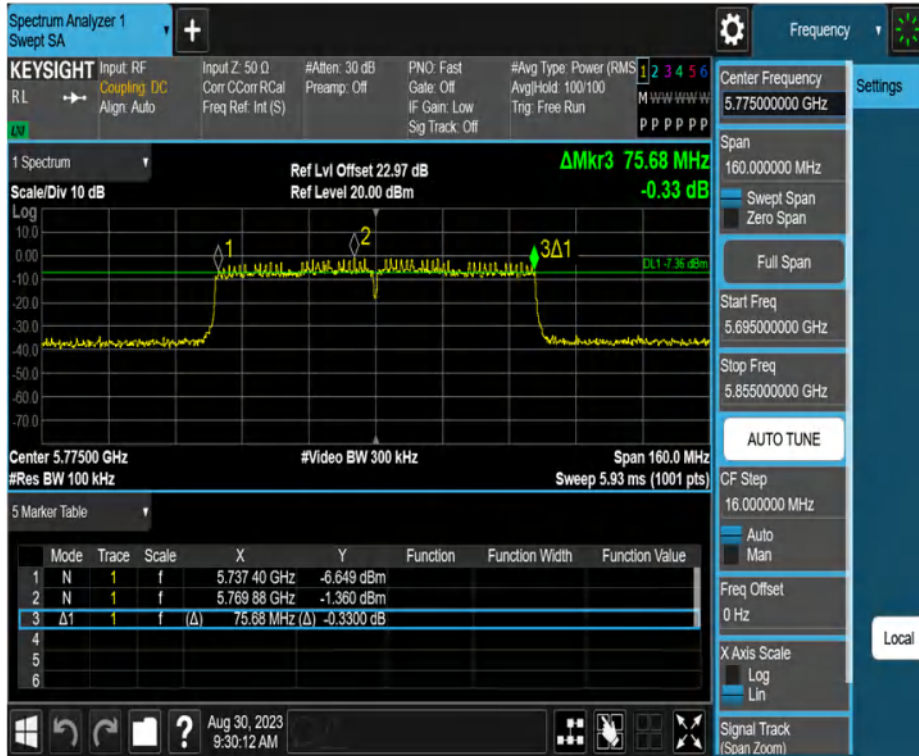 Spectrum Analyzer 1
Swept SA
Frequency
KEYSIGHT
RL
LXI
Input: RF
Coupling: DC
Align: Auto
Input Z: 50 Ω
Corr CCorr RCal
Freq Ref: Int (S)
#Atten: 30 dB
Preamp: Off
PNO: Fast
Gate: Off
IF Gain: Low
Sig Track: Off
#Avg Type: Power (RMS
Avg|Hold: 100/100
Trig: Free Run
1 2 3 4 5 6
M W W W W W
P P P P P P
1 Spectrum
Scale/Div 10 dB
Ref Lvl Offset 22.97 dB
Ref Level 20.00 dBm
ΔMkr3 75.68 MHz
-0.33 dB
Log
10.0
0.00
-10.0
-20.0
-30.0
-40.0
-50.0
-60.0
-70.0
1
2
3Δ1
DL1 -7.36 dBm
Center 5.77500 GHz
#Res BW 100 kHz
#Video BW 300 kHz
Span 160.0 MHz
Sweep 5.93 ms (1001 pts)
5 Marker Table
Mode Trace Scale X Y Function Function Width Function Value
1 N 1 f 5.737 40 GHz -6.649 dBm
2 N 1 f 5.769 88 GHz -1.360 dBm
3 Δ1 1 f (Δ) 75.68 MHz (Δ) -0.3300 dB
4
5
6
?
Aug 30, 2023
9:30:12 AM
Center Frequency
5.775000000 GHz
Span
160.000000 MHz
Swept Span
Zero Span
Full Span
Start Freq
5.695000000 GHz
Stop Freq
5.855000000 GHz
AUTO TUNE
CF Step
16.000000 MHz
Auto
Man
Freq Offset
0 Hz
X Axis Scale
Log
Lin
Signal Track
(Span Zoom)
Settings
Local